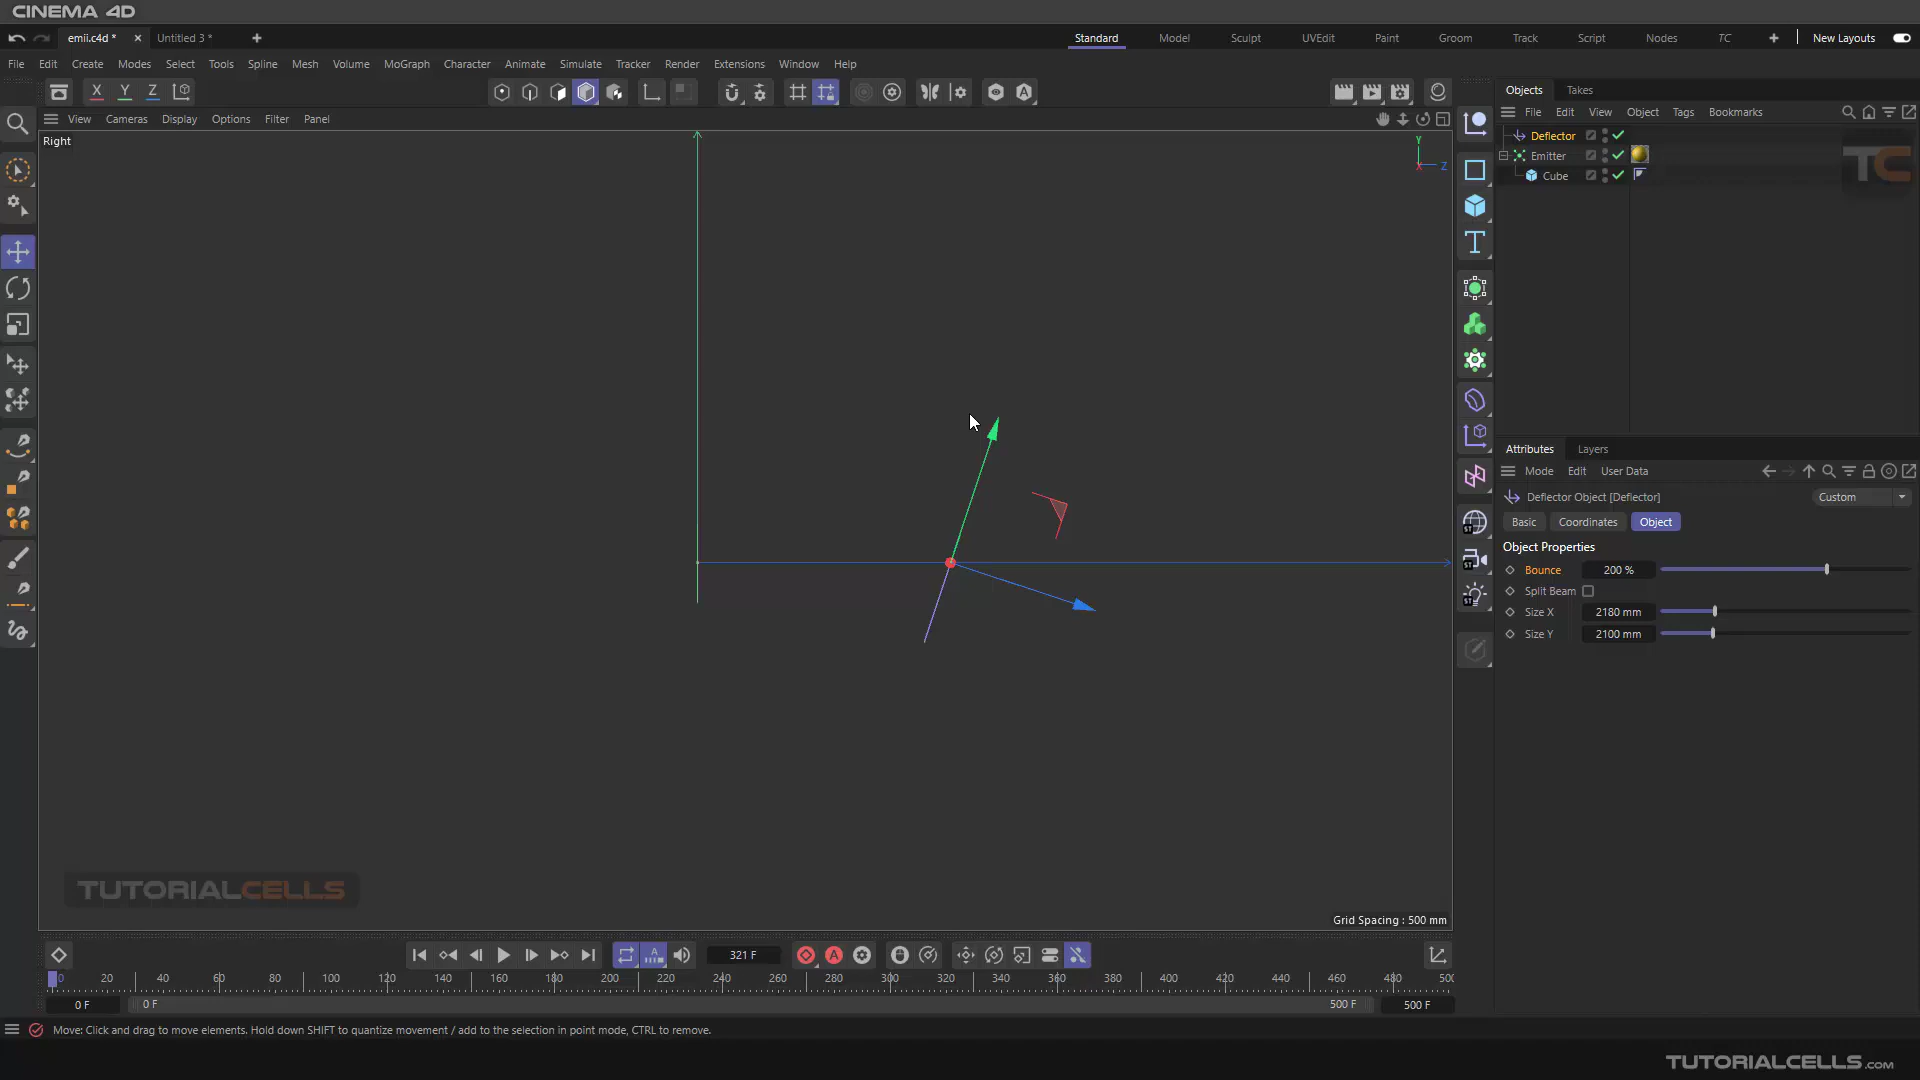 CINEMA 4D
emii.c4d *
Untitled 3 *
Standard
Model
Sculpt
UVEdit
Paint
Groom
Track
Script
Nodes
TC
New Layouts
File Edit Create Modes Select Tools Spline Mesh Volume MoGraph Character Animate Simulate Tracker Render Extensions Window Help
X Y Z
Objects Takes
File Edit View Object Tags Bookmarks
View Cameras Display Options Filter Panel
Right
Y
X
Z
Deflector
Emitter
Cube
TC
Attributes Layers
Mode Edit User Data
Deflector Object [Deflector]
Custom
Basic Coordinates Object
Object Properties
Bounce 200 %
Split Beam
Size X 2180 mm
Size Y 2100 mm
TUTORIALCELLS
Grid Spacing : 500 mm
321 F
0 20 40 60 80 100 120 140 160 180 200 220 240 260 280 300 320 340 360 380 400 420 440 460 480 500
0 F 0 F 500 F 500 F
Move: Click and drag to move elements. Hold down SHIFT to quantize movement / add to the selection in point mode, CTRL to remove.
TUTORIALCELLS.COM